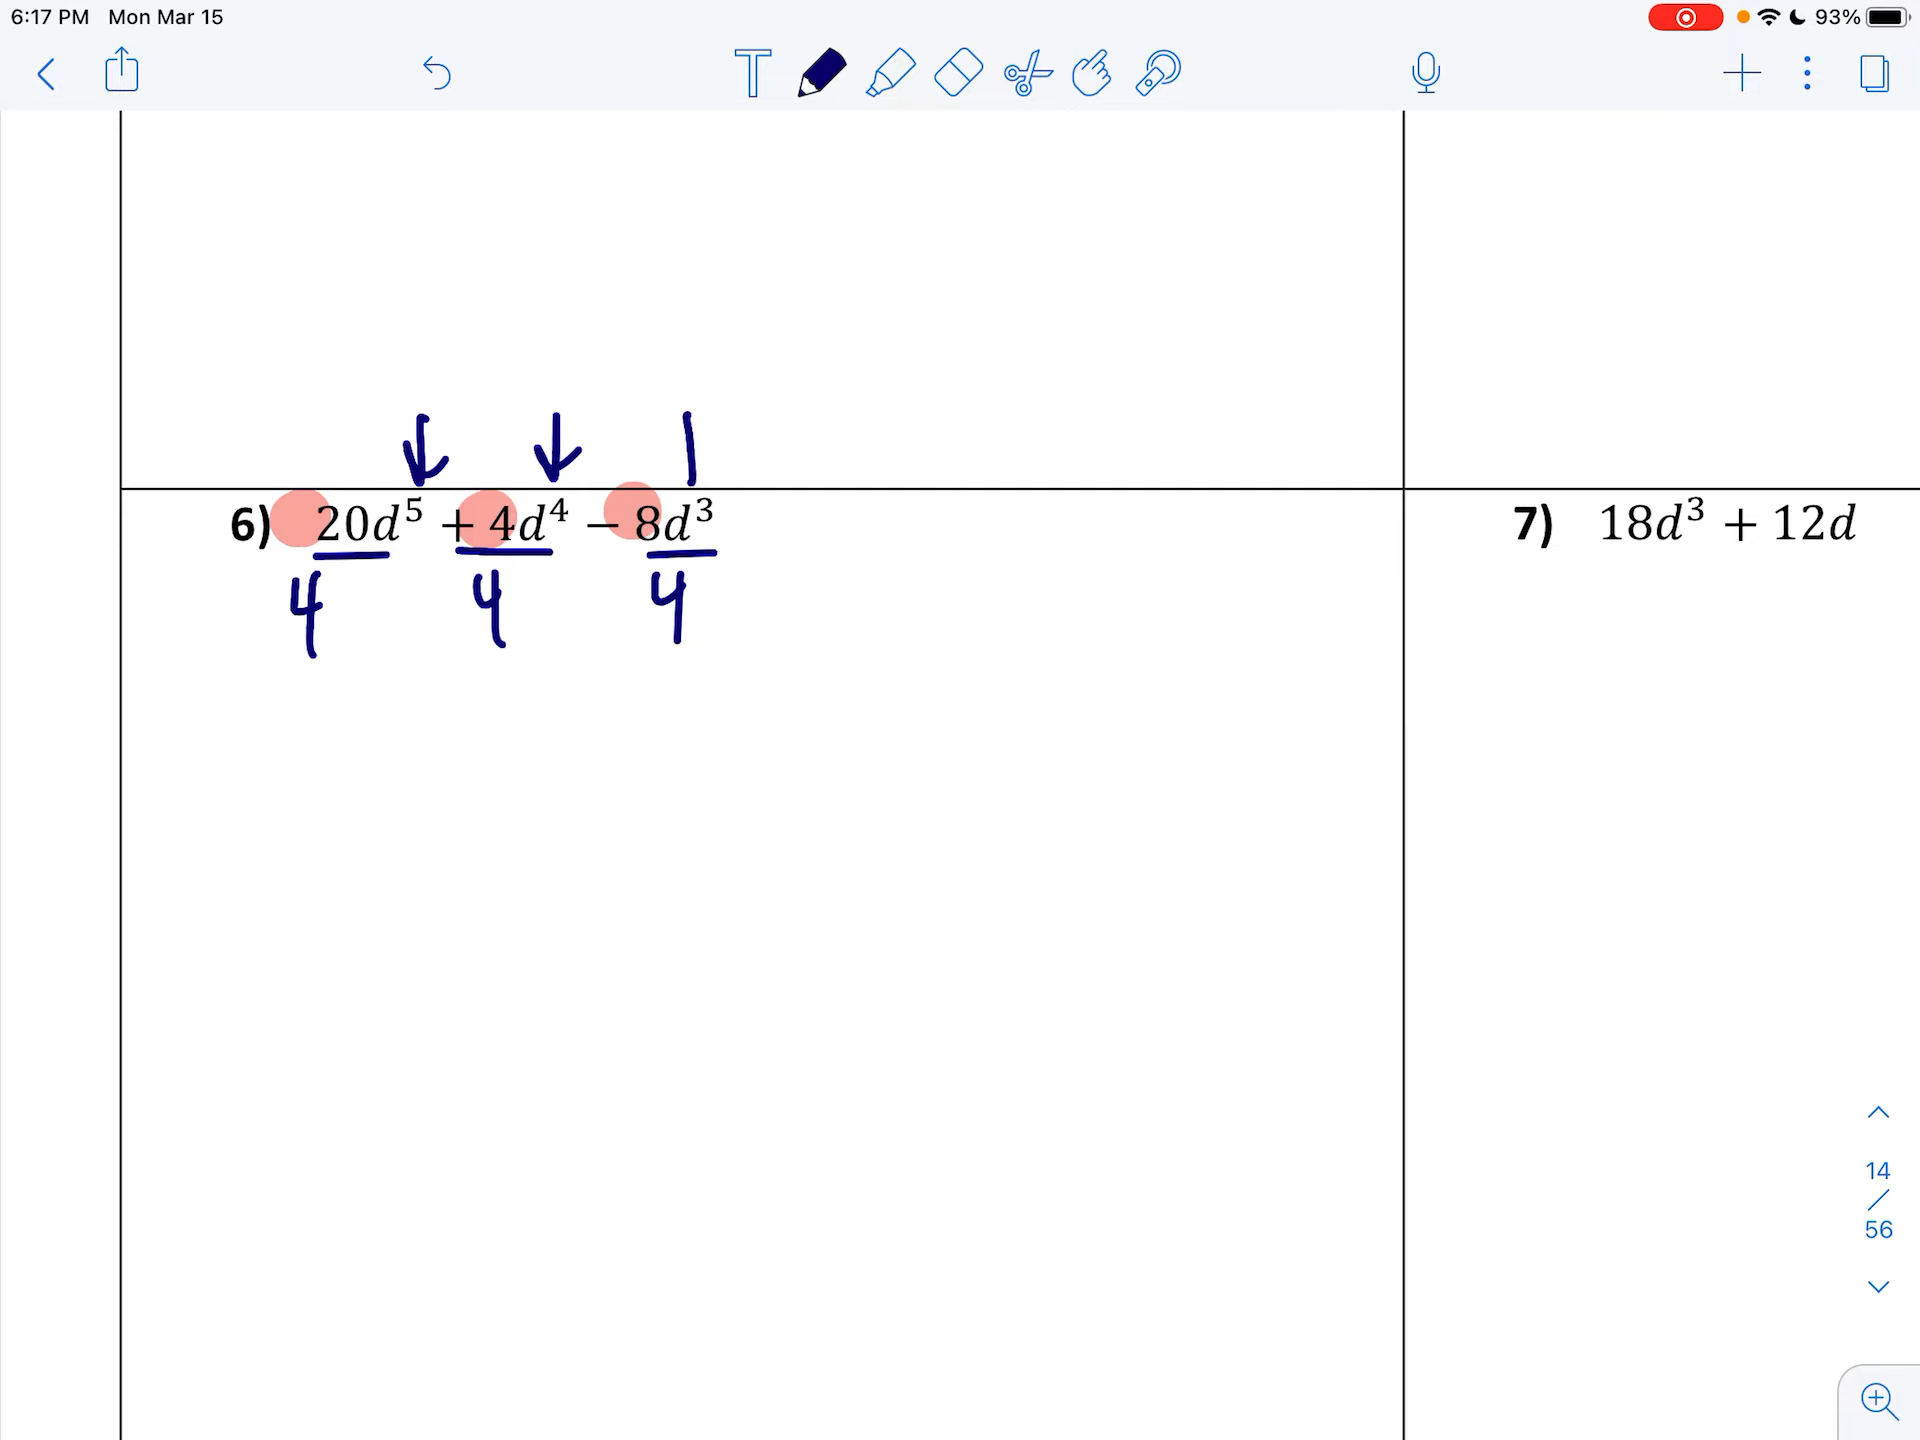 6:17 PM Mon Mar 15 93%
T
6) 20d⁵ + 4d⁴ − 8d³
4 4 4
7) 18d³ + 12d
14
/
56